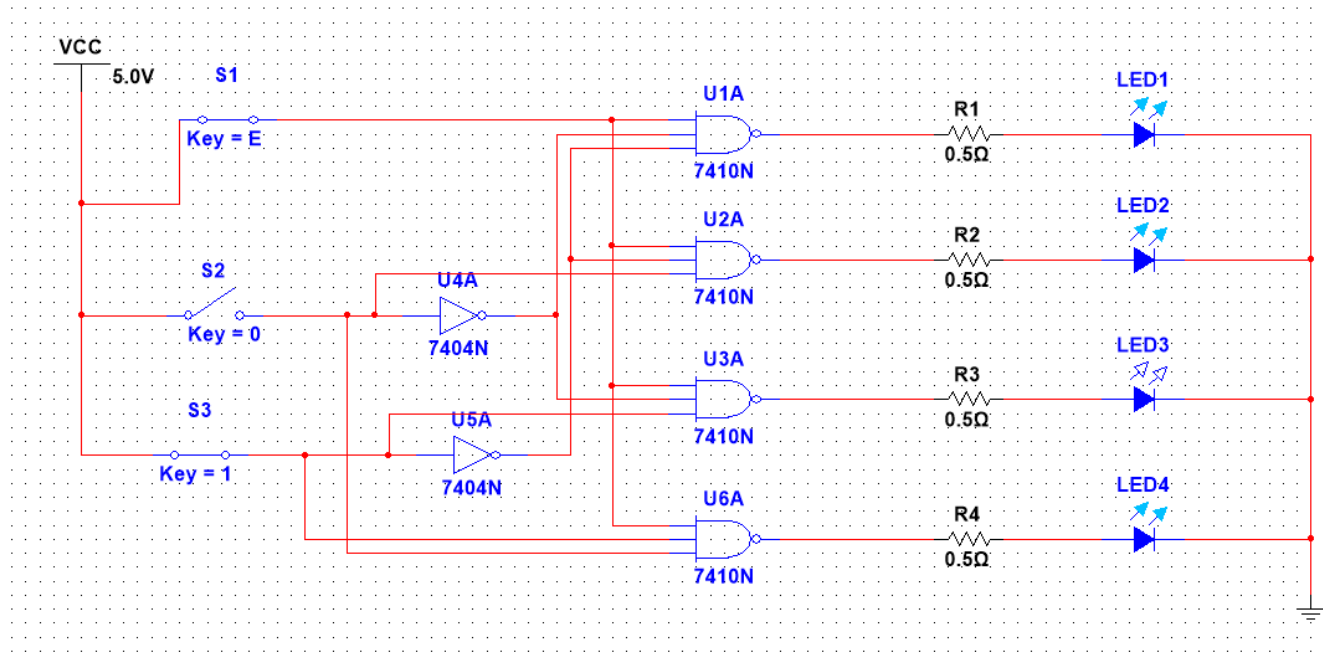 VCC
5.0V
S1
Key = E
S2
Key = 0
S3
Key = 1
U4A
7404N
U5A
7404N
U1A
7410N
U2A
7410N
U3A
7410N
U6A
7410N
R1
0.5Ω
R2
0.5Ω
R3
0.5Ω
R4
0.5Ω
LED1
LED2
LED3
LED4